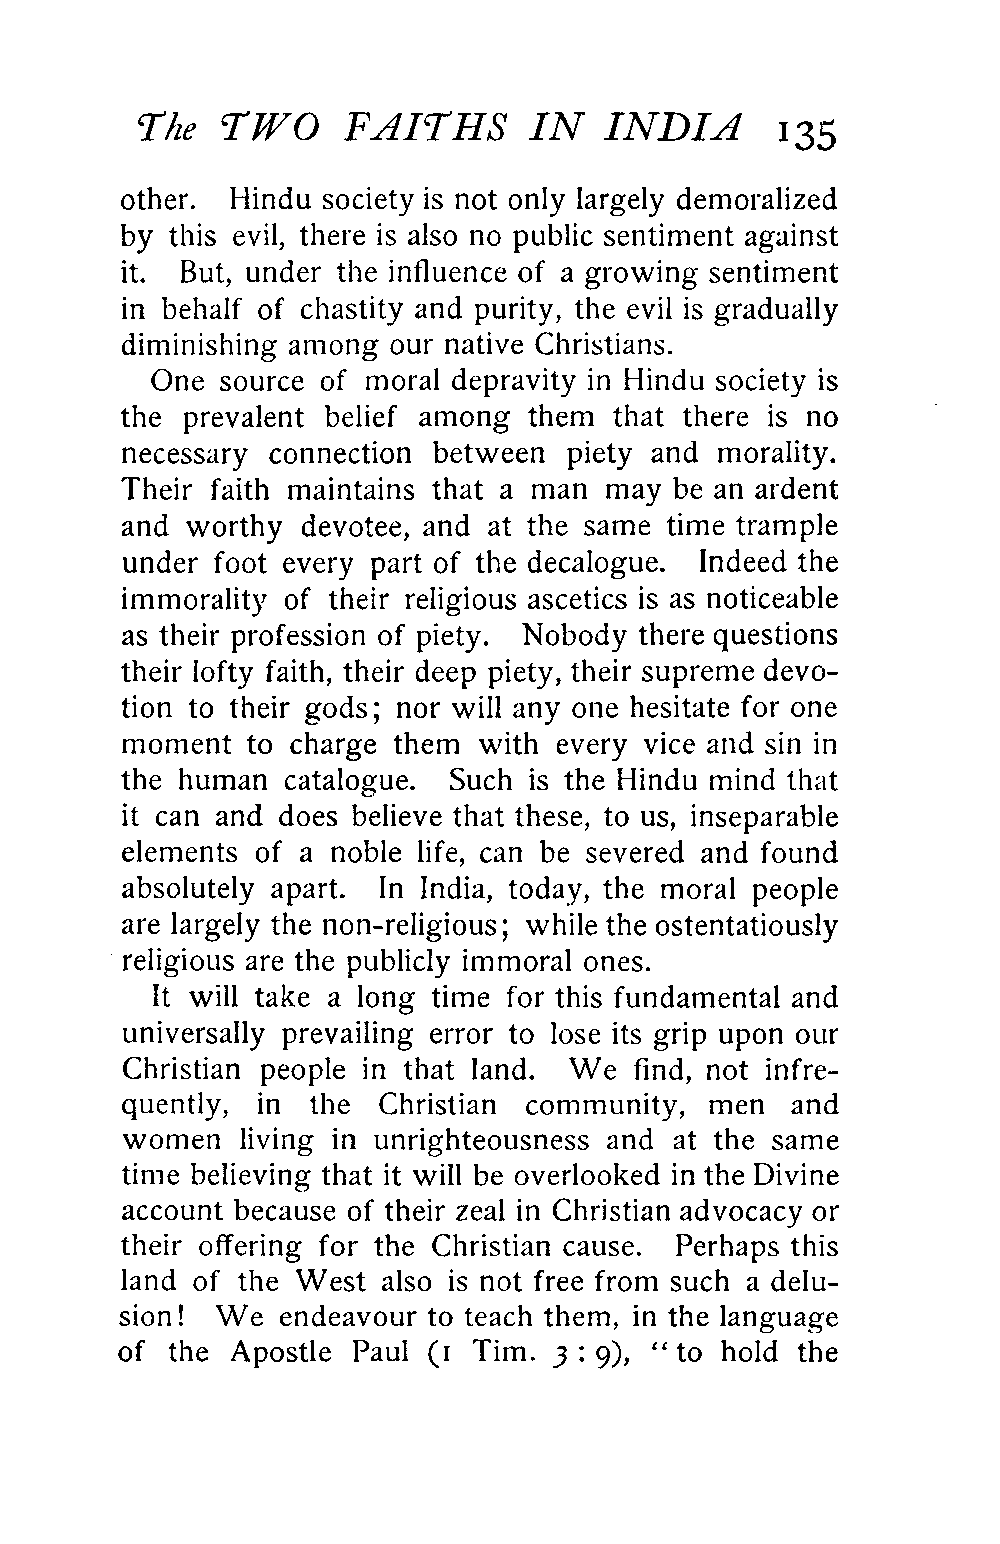 The TWO FAITHS IN INDIA 135
other. Hindu society is not only largely demoralized
by this evil, there is also no public sentiment against
it. But, under the influence of a growing sentiment
in behalf of chastity and purity, the evil is gradually
diminishing among our native Christians.
One source of moral depravity in Hindu society is
the prevalent belief among them that there is no
necessary connection between piety and morality.
Their faith maintains that a man may be an ardent
and worthy devotee, and at the same time trample
under foot every part of the decalogue. Indeed the
immorality of their religious ascetics is as noticeable
as their profession of piety. Nobody there questions
their lofty faith, their deep piety, their supreme devo-
tion to their gods; nor will any one hesitate for one
moment to charge them with every vice and sin in
the human catalogue. Such is the Hindu mind that
it can and does believe that these, to us, inseparable
elements of a noble life, can be severed and found
absolutely apart. In India, today, the moral people
are largely the non-religious; while the ostentatiously
religious are the publicly immoral ones.
It will take a long time for this fundamental and
universally prevailing error to lose its grip upon our
Christian people in that land. We find, not infre-
quently, in the Christian community, men and
women living in unrighteousness and at the same
time believing that it will be overlooked in the Divine
account because of their zeal in Christian advocacy or
their offering for the Christian cause. Perhaps this
land of the West also is not free from such a delu-
sion! We endeavour to teach them, in the language
of the Apostle Paul (1 Tim. 3 : 9), "to hold the